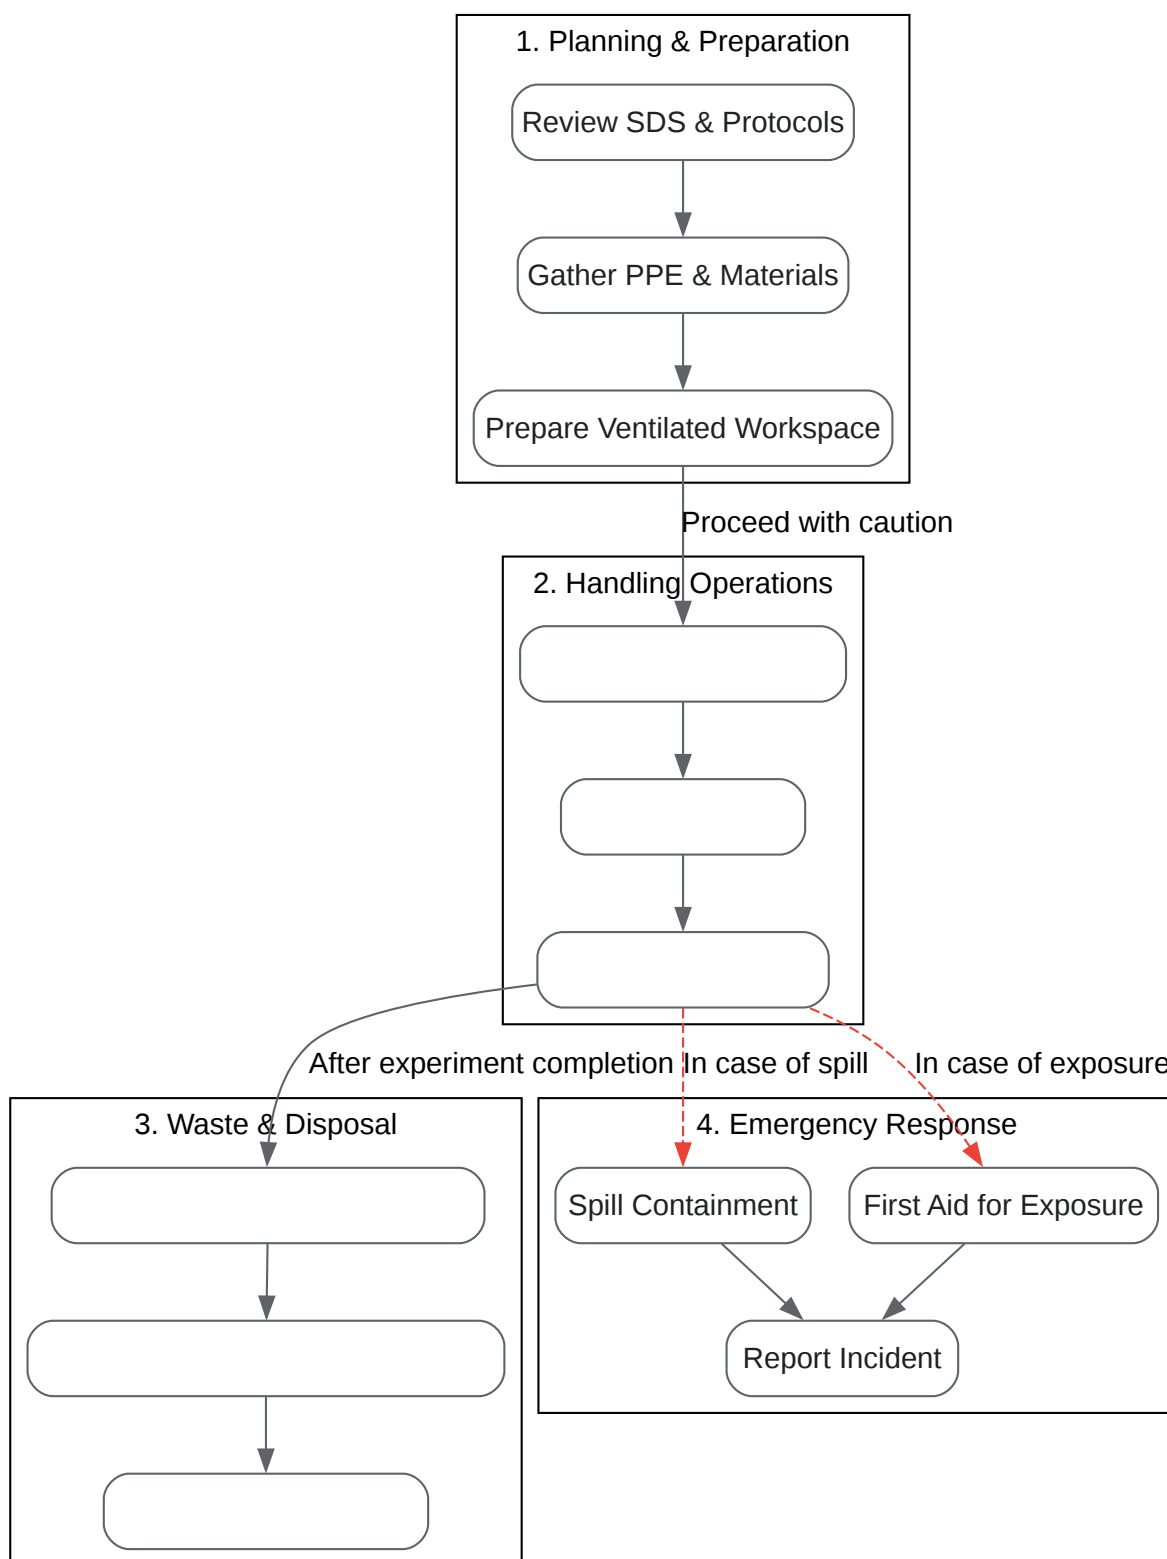 1. Planning & Preparation
Review SDS & Protocols
Gather PPE & Materials
Prepare Ventilated Workspace
Proceed with caution
2. Handling Operations
After experiment completion
In case of spill
In case of exposure
3. Waste & Disposal
4. Emergency Response
Spill Containment
First Aid for Exposure
Report Incident